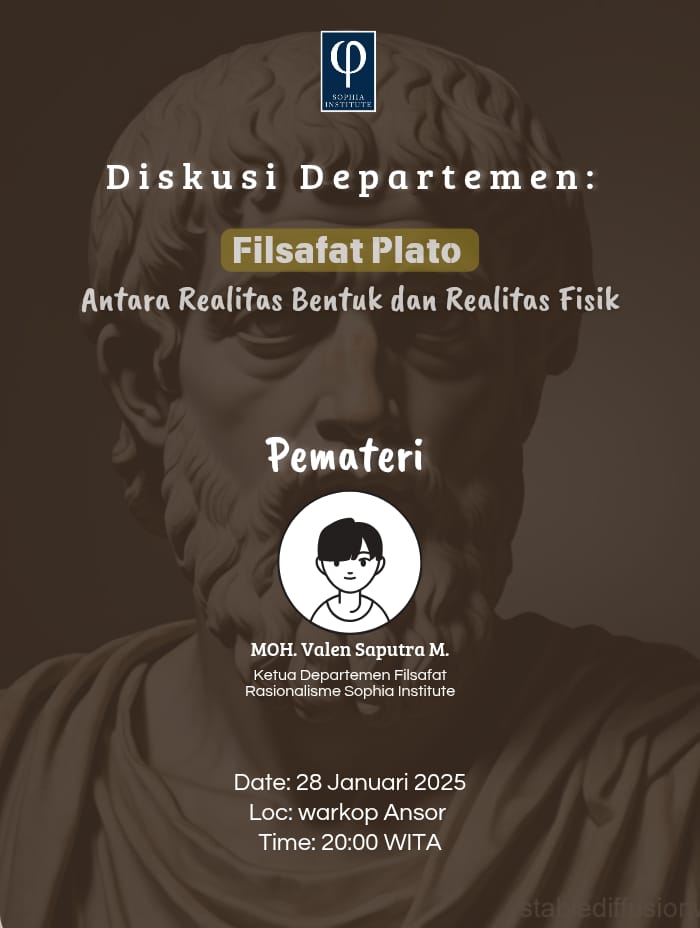 φ
SOPHIA
INSTITUTE
Diskusi Departemen:
Filsafat Plato
Antara Realitas Bentuk dan Realitas Fisik
Pemateri
MOH. Valen Saputra M.
Ketua Departemen Filsafat
Rasionalisme Sophia Institute
Date: 28 Januari 2025
Loc: warkop Ansor
Time: 20:00 WITA
stablediffusion